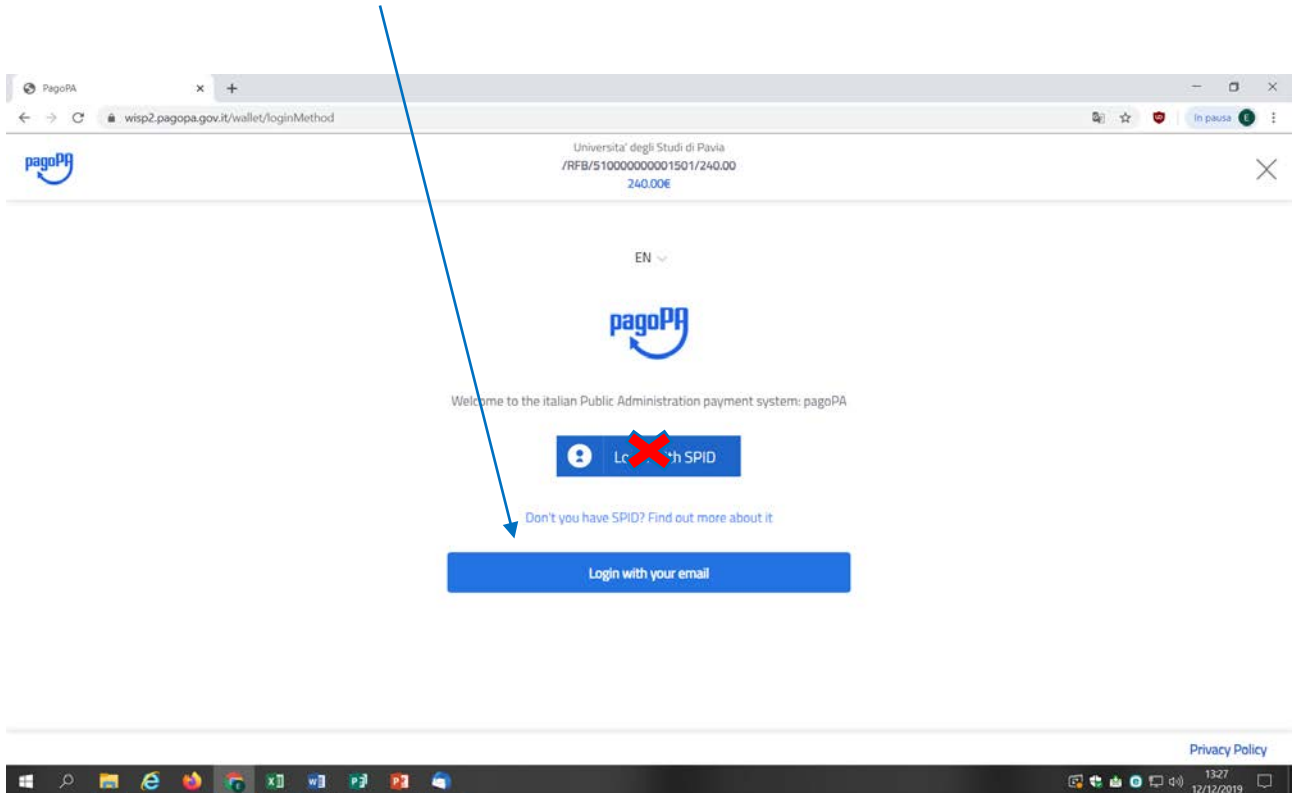 PagoPA
wisp2.pagopa.gov.it/wallet/loginMethod
In pausa E
pagoPA
Universita' degli Studi di Pavia
/RFB/510000000001501/240.00
240.00€
EN
pagoPA
Welcome to the italian Public Administration payment system: pagoPA
SPID
Don't you have SPID? Find out more about it
Login with your email
Privacy Policy
13:27
12/12/2019